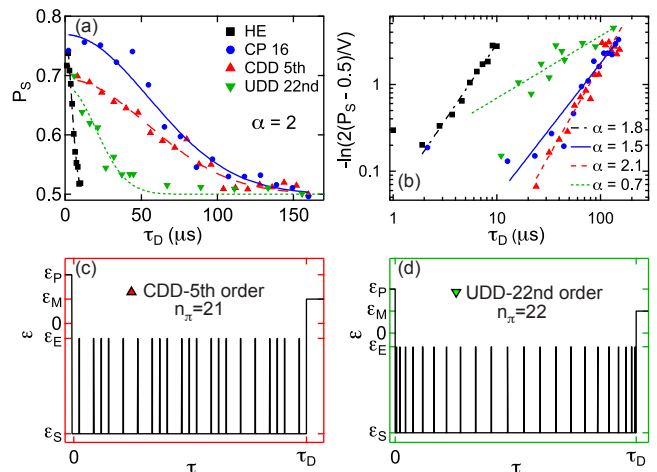 (a)
0.8
0.7
0.6
0.5
P_S
HE
CP 16
CDD 5th
UDD 22nd
α = 2
0 50 100 150
τ_D (μs)
(b)
-ln(2(P_S - 0.5)/V)
1
0.1
α = 1.8
α = 1.5
α = 2.1
α = 0.7
1 10 100
τ_D (μs)
(c)
CDD-5th order
n_π=21
ε_P
ε_M
0
ε_E
ε_S
ε
0 τ τ_D
(d)
UDD-22nd order
n_π=22
ε_P
ε_M
0
ε_E
ε_S
ε
0 τ τ_D